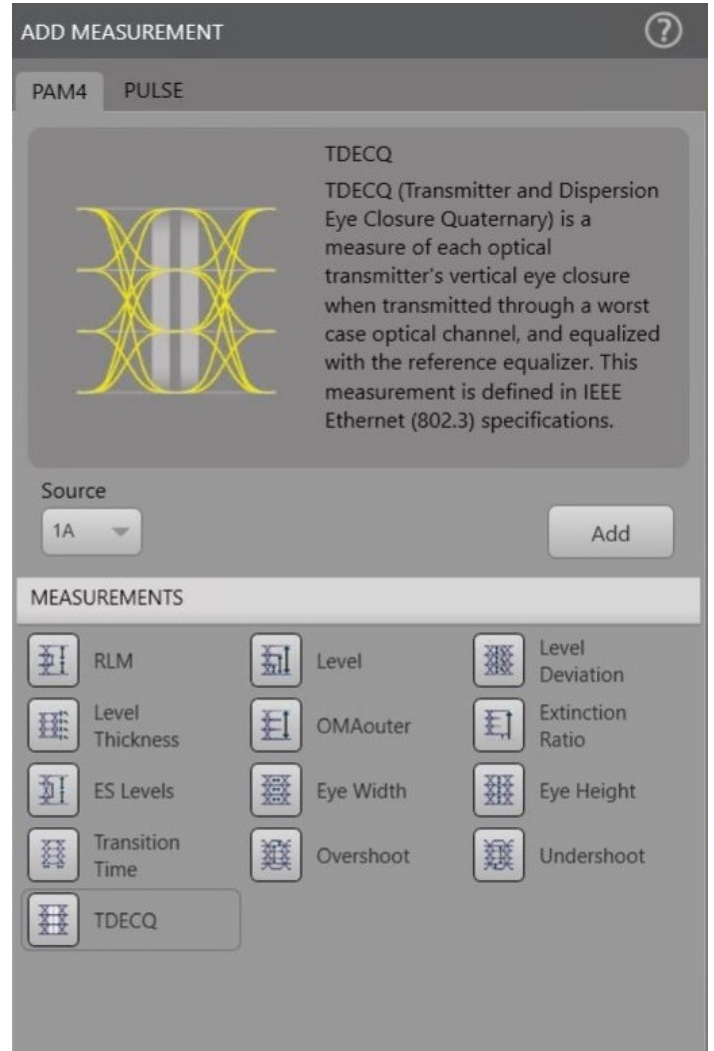 ADD MEASUREMENT
?
PAM4 PULSE
TDECQ
TDECQ (Transmitter and Dispersion
Eye Closure Quaternary) is a
measure of each optical
transmitter's vertical eye closure
when transmitted through a worst
case optical channel, and equalized
with the reference equalizer. This
measurement is defined in IEEE
Ethernet (802.3) specifications.
Source
1A
Add
MEASUREMENTS
RLM
Level
Level
Deviation
Level
Thickness
OMAouter
Extinction
Ratio
ES Levels
Eye Width
Eye Height
Transition
Time
Overshoot
Undershoot
TDECQ